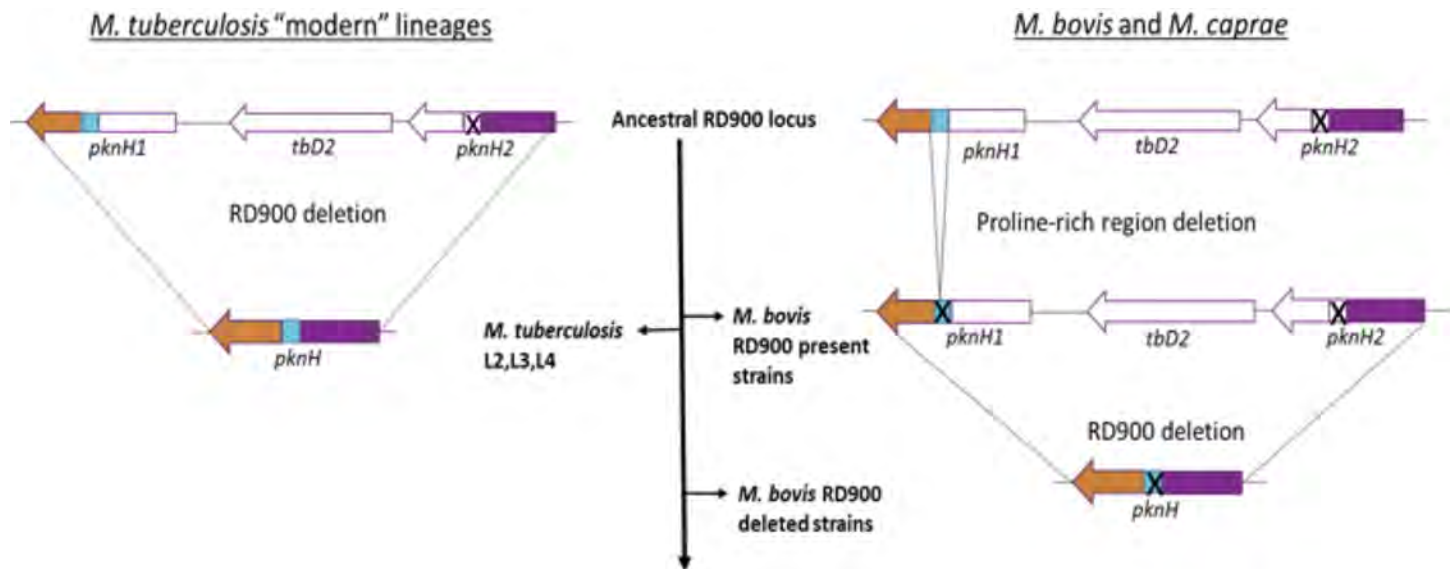 M. tuberculosis “modern” lineages
M. bovis and M. caprae
Ancestral RD900 locus
X
pknH1
tbD2
pknH2
X
pknH1
tbD2
pknH2
RD900 deletion
Proline-rich region deletion
pknH
M. tuberculosis
L2,L3,L4
M. bovis
RD900 present
strains
X
X
pknH1
tbD2
pknH2
RD900 deletion
M. bovis RD900
deleted strains
X
pknH